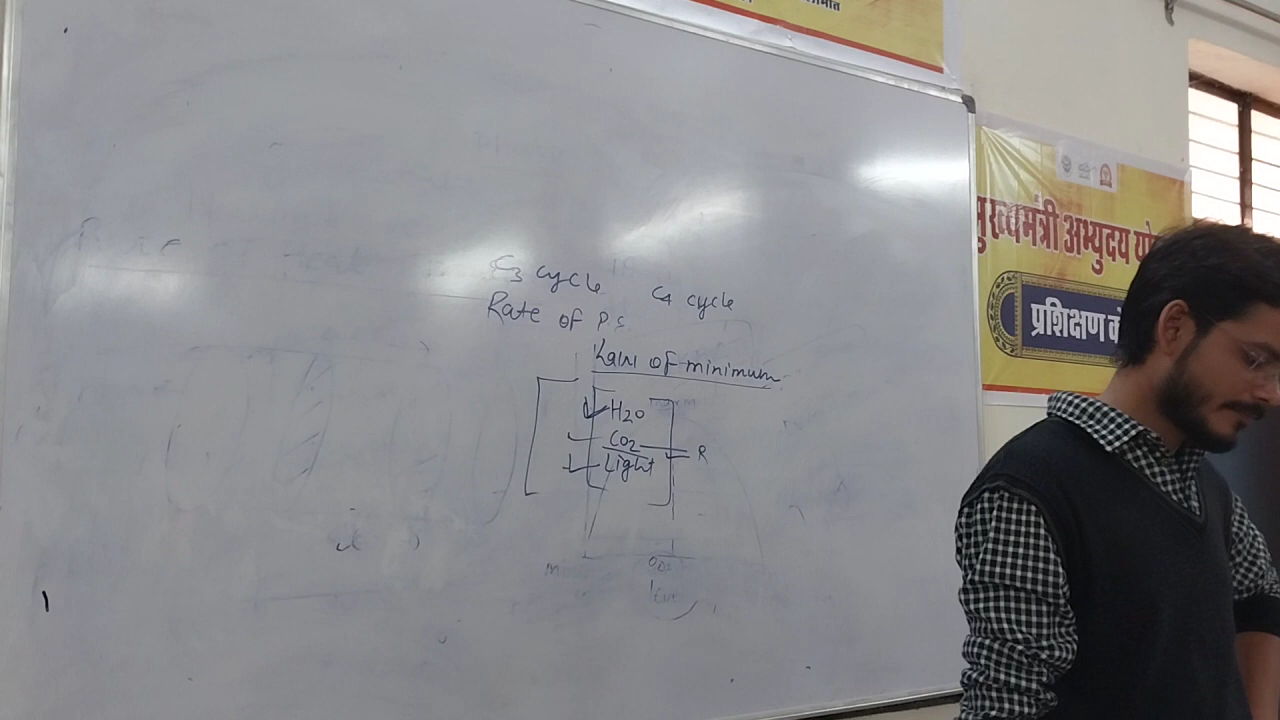 C3 cycle C4 cycle
Rate of P.S.
Law of minimum
H2O
CO2
Light
R
मुख्यमंत्री अभ्युदय यो
प्रशिक्षण के